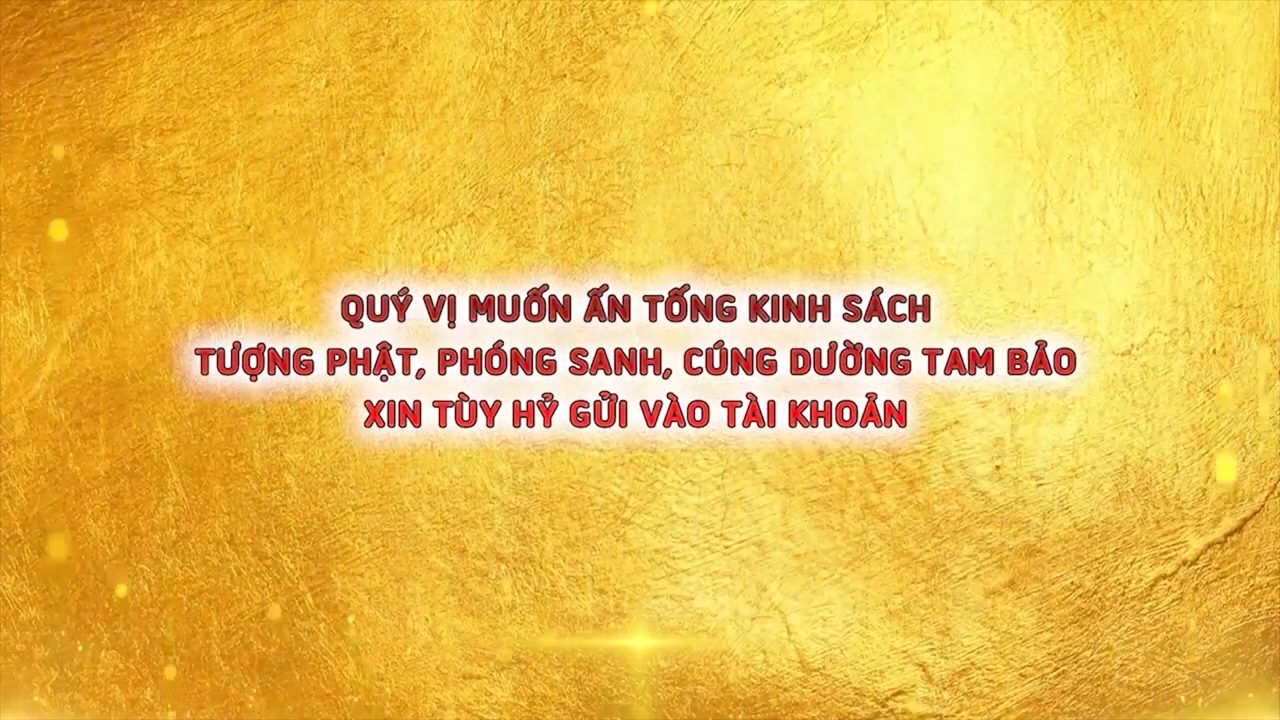 QUÝ VỊ MUỐN ẤN TỐNG KINH SÁCH
TƯỢNG PHẬT, PHÓNG SANH, CÚNG DƯỜNG TAM BẢO
XIN TÙY HỶ GỬI VÀO TÀI KHOẢN